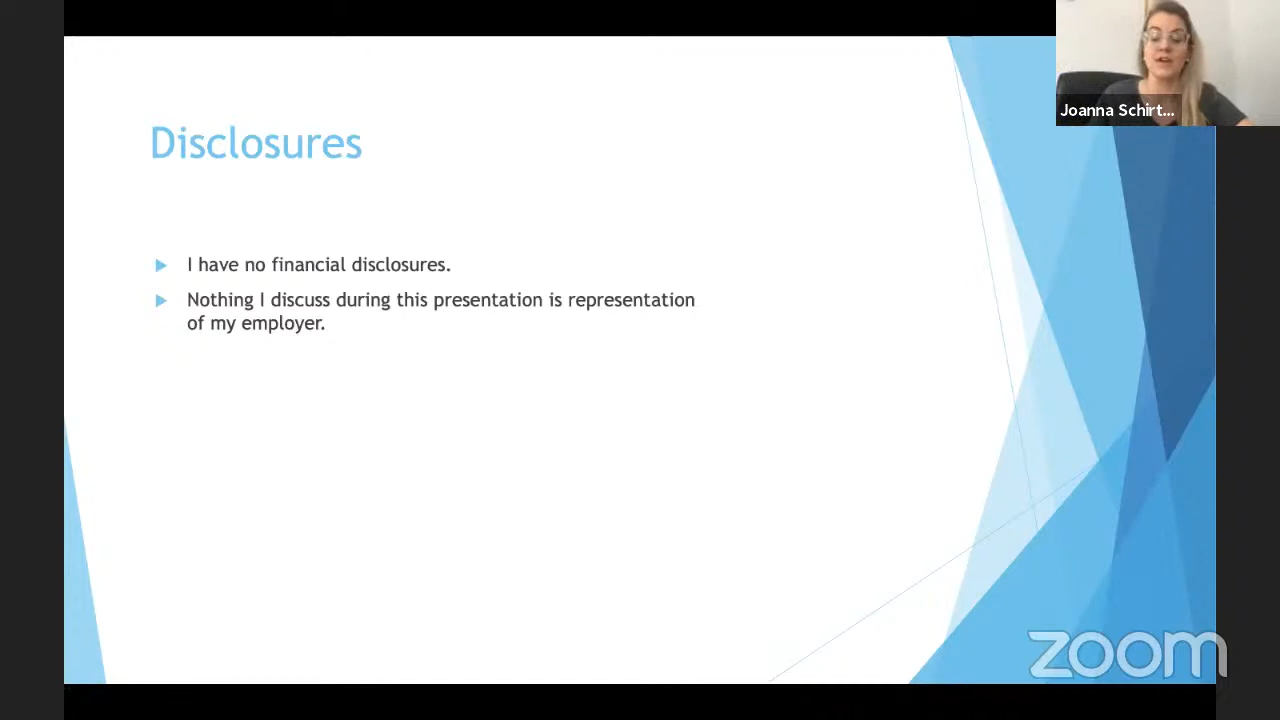 Joanna Schirt...
Disclosures
I have no financial disclosures.
Nothing I discuss during this presentation is representation
of my employer.
zoom